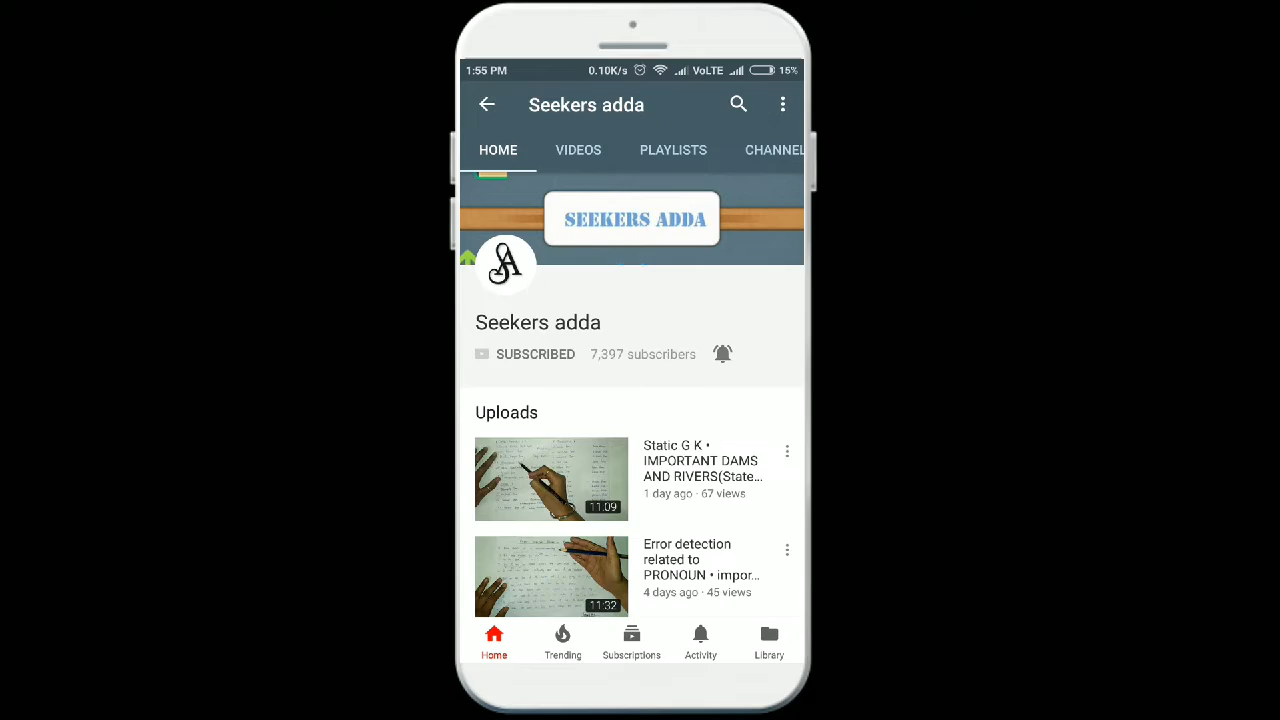 1:55 PM 0.10K/s VoLTE 15%
Seekers adda
HOME VIDEOS PLAYLISTS CHANNEL
SEEKERS ADDA
SA
Seekers adda
SUBSCRIBED 7,397 subscribers
Uploads
Static G K •
IMPORTANT DAMS
AND RIVERS(State...
1 day ago · 67 views
11:09
Error detection
related to
PRONOUN • impor...
4 days ago · 45 views
11:32
Home Trending Subscriptions Activity Library